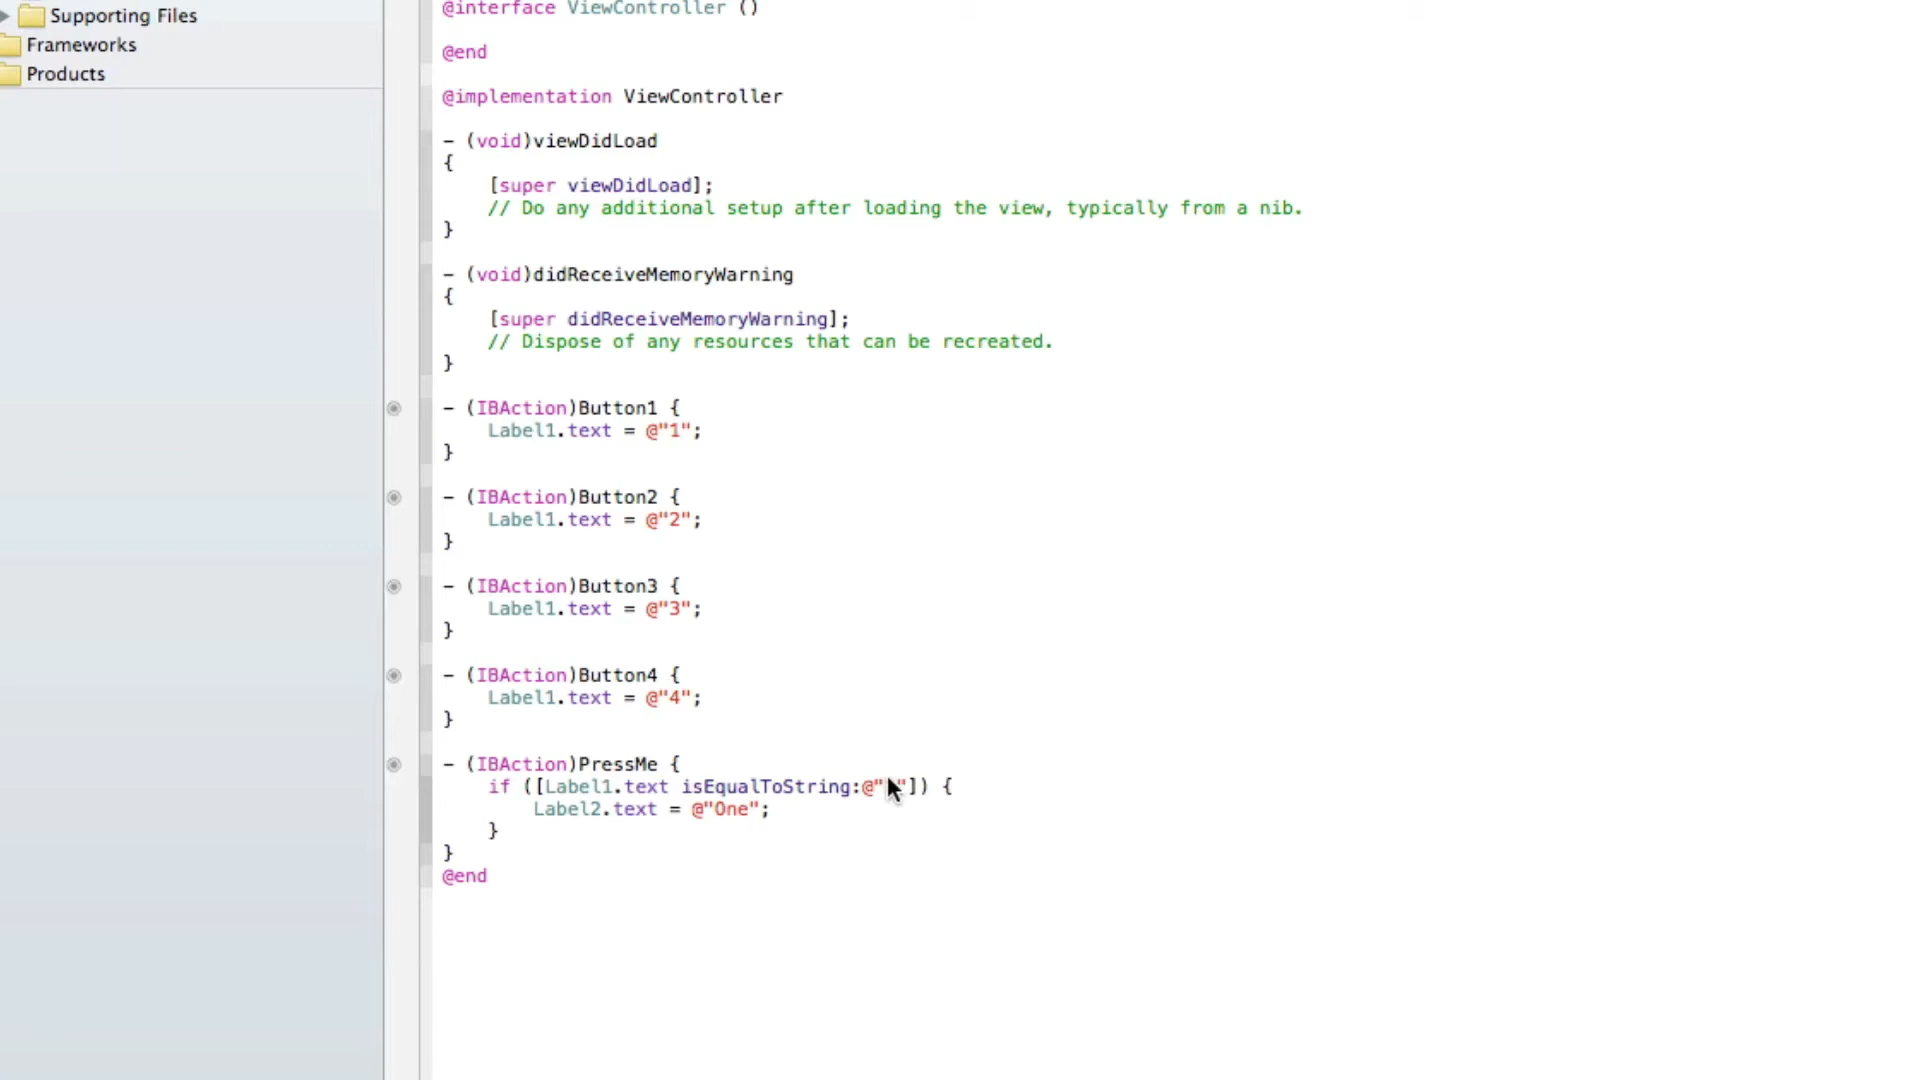 Supporting Files
Frameworks
Products
@interface ViewController ()
@end
@implementation ViewController
- (void)viewDidLoad
{
[super viewDidLoad];
// Do any additional setup after loading the view, typically from a nib.
}
- (void)didReceiveMemoryWarning
{
[super didReceiveMemoryWarning];
// Dispose of any resources that can be recreated.
}
- (IBAction)Button1 {
Label1.text = @"1";
}
- (IBAction)Button2 {
Label1.text = @"2";
}
- (IBAction)Button3 {
Label1.text = @"3";
}
- (IBAction)Button4 {
Label1.text = @"4";
}
- (IBAction)PressMe {
if ([Label1.text isEqualToString:@" "]) {
Label2.text = @"One";
}
}
@end